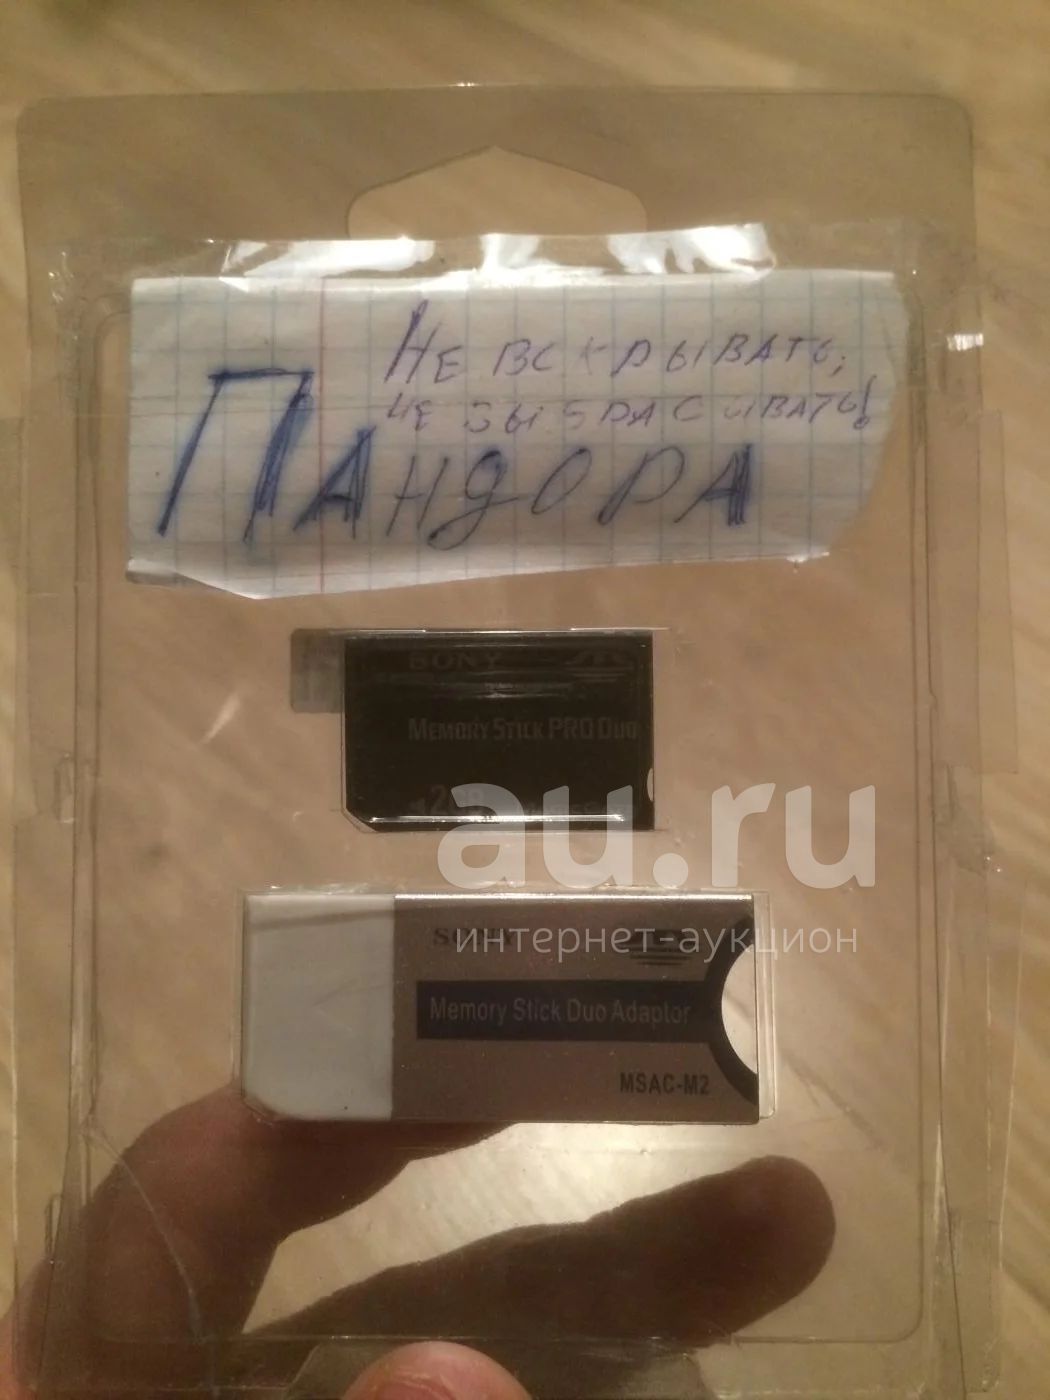 Не вскрывать,
не выбрасывать!
Пандора
SONY
Memory Stick PRO Duo
au.ru
интернет-аукцион
SONY
Memory Stick Duo Adaptor
MSAC-M2